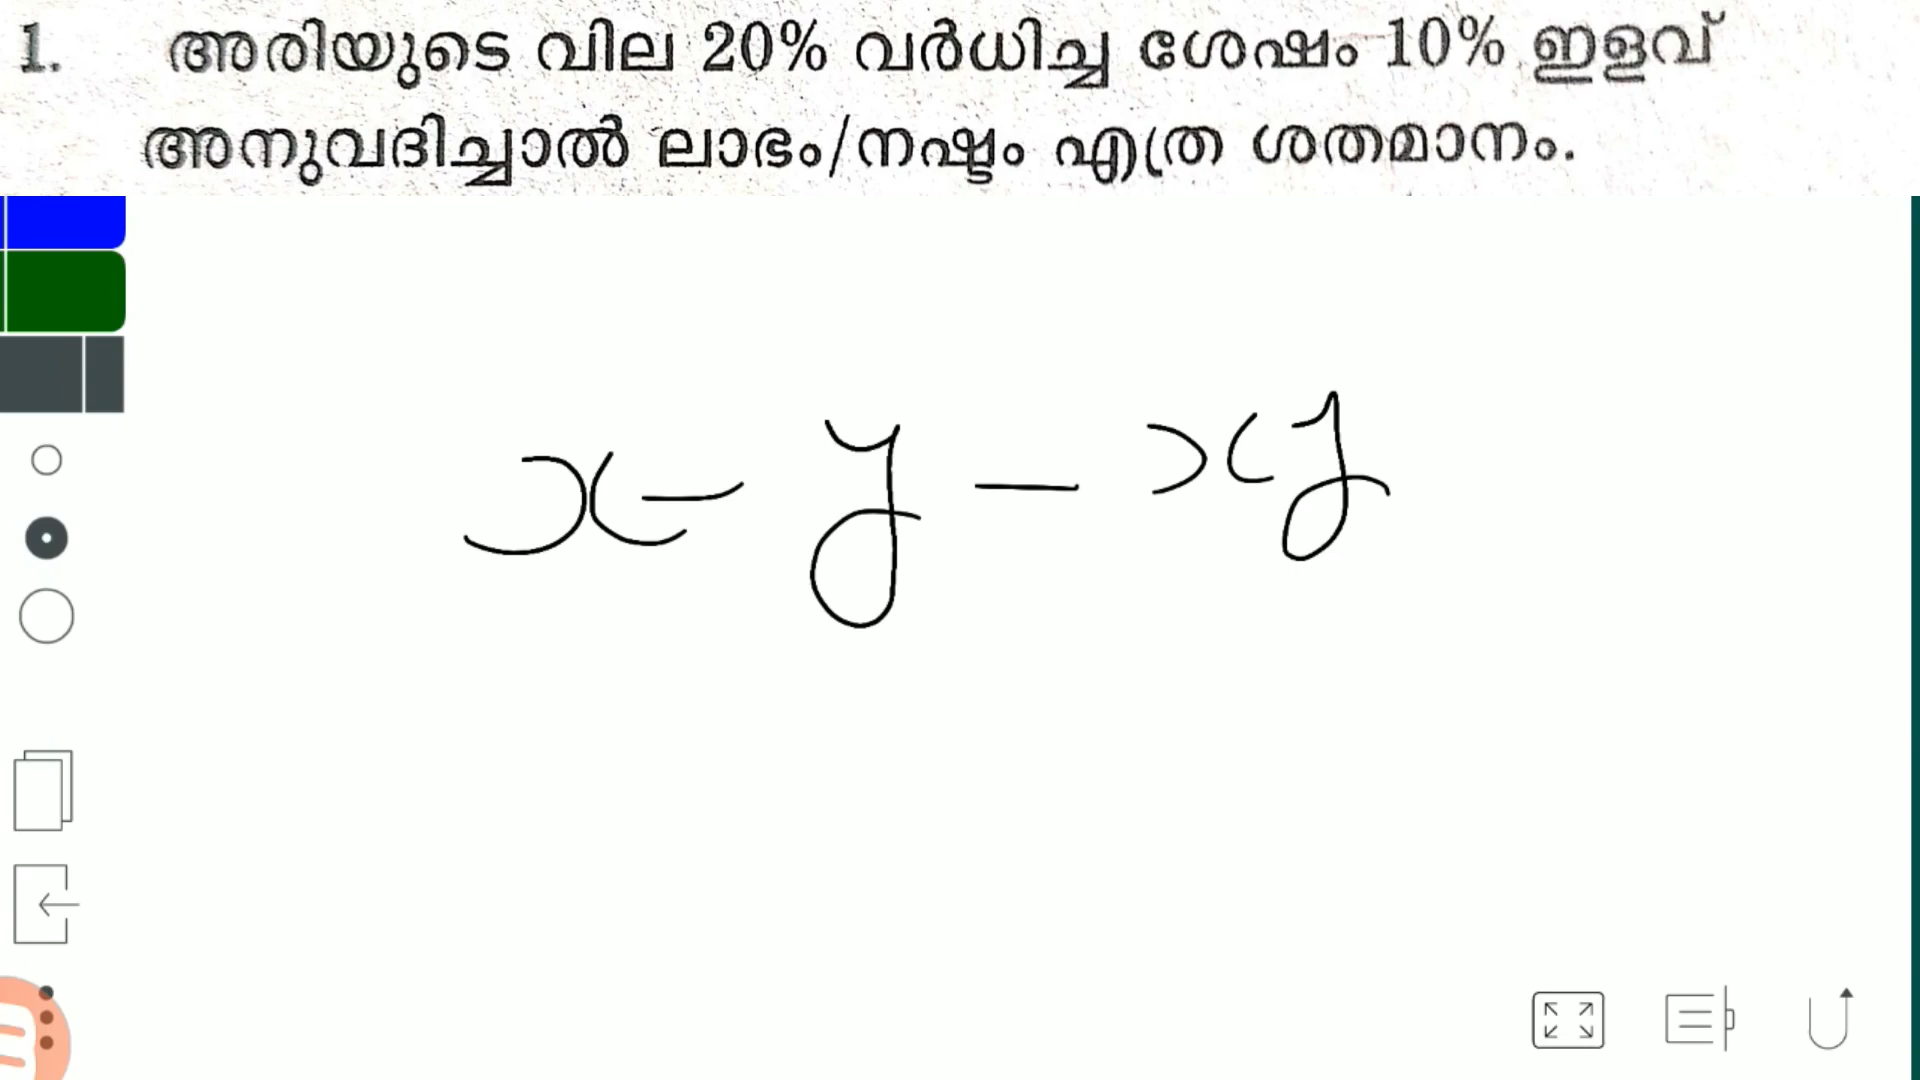 1. അരിയുടെ വില 20% വർധിച്ച ശേഷം 10% ഇളവ്
അനുവദിച്ചാൽ ലാഭം/നഷ്ടം എത്ര ശതമാനം.
x - y - xy